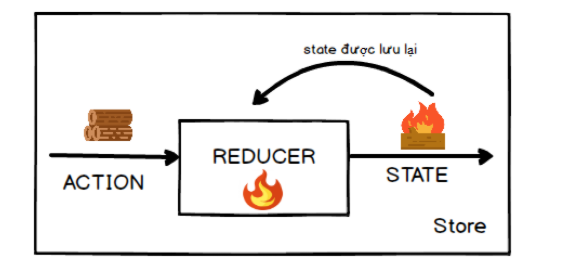 state được lưu lại
REDUCER
ACTION
STATE
Store